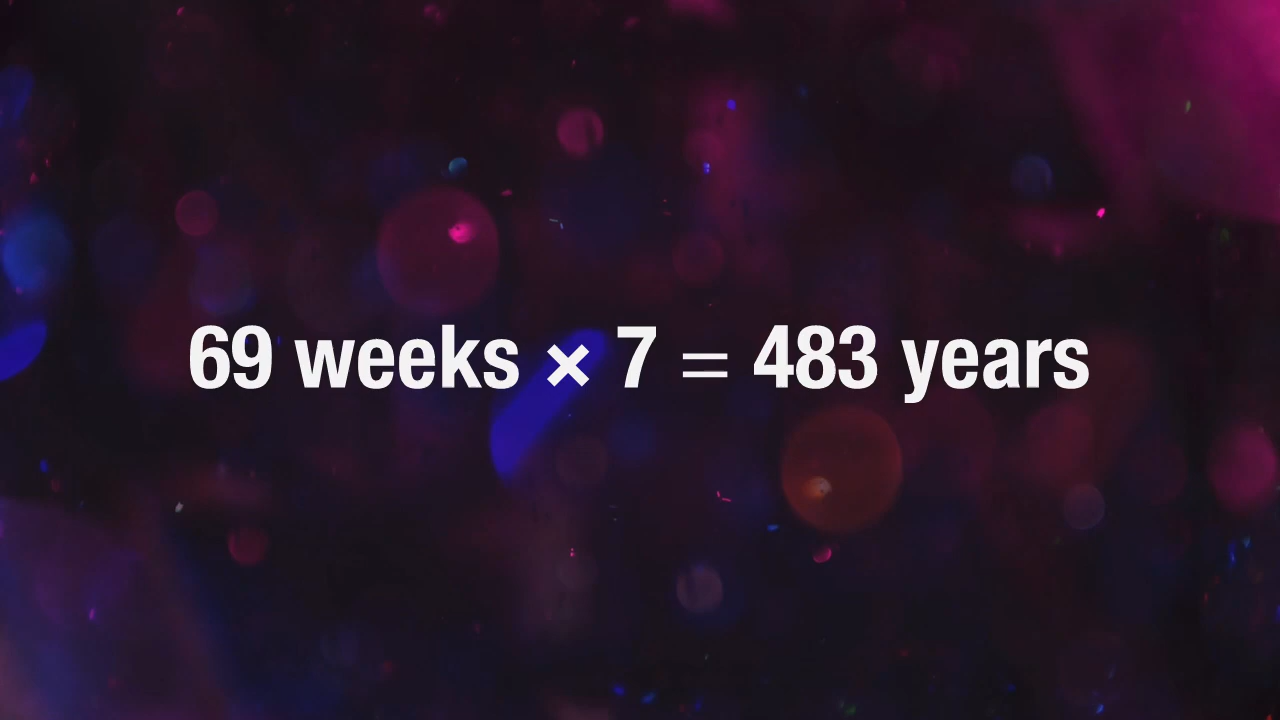 69 weeks × 7 = 483 years